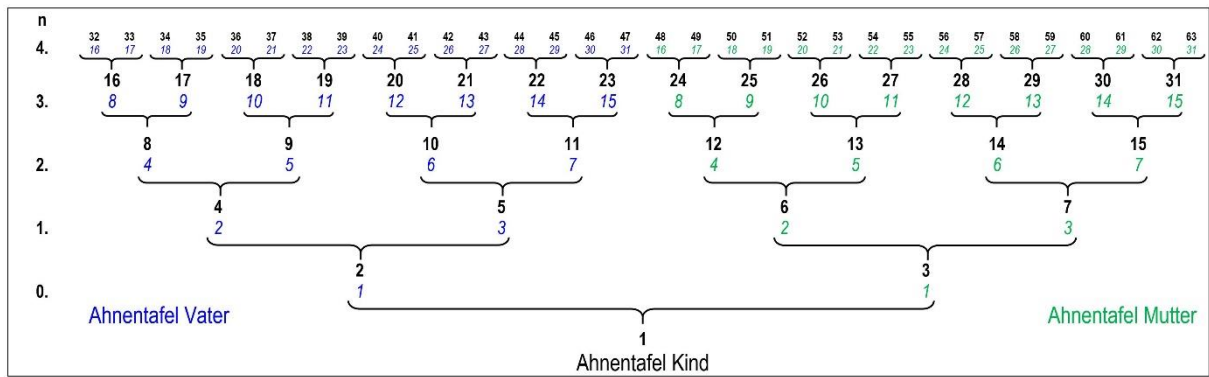 n
32 33 34 35 36 37 38 39 40 41 42 43 44 45 46 47 48 49 50 51 52 53 54 55 56 57 58 59 60 61 62 63
4. 16 17 18 19 20 21 22 23 24 25 26 27 28 29 30 31 16 17 18 19 20 21 22 23 24 25 26 27 28 29 30 31
16 17 18 19 20 21 22 23 24 25 26 27 28 29 30 31
3. 8 9 10 11 12 13 14 15 8 9 10 11 12 13 14 15
8 9 10 11 12 13 14 15
2. 4 5 6 7 4 5 6 7
4 5 6 7
1. 2 3 2 3
2 3
0. 1 1
Ahnentafel Vater Ahnentafel Mutter
1
Ahnentafel Kind